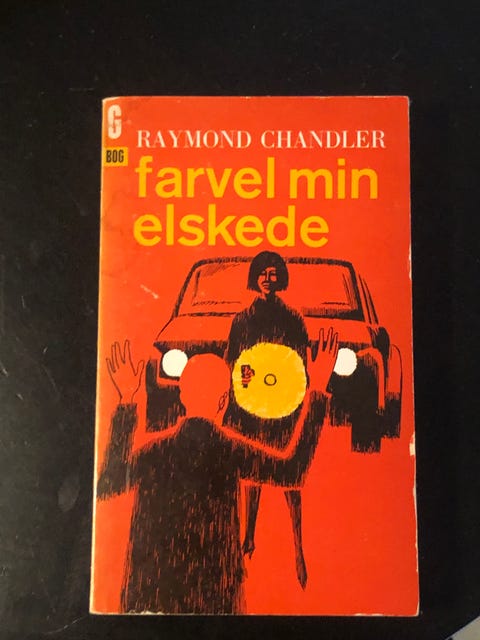 G
BOG
RAYMOND CHANDLER
farvel min
elskede